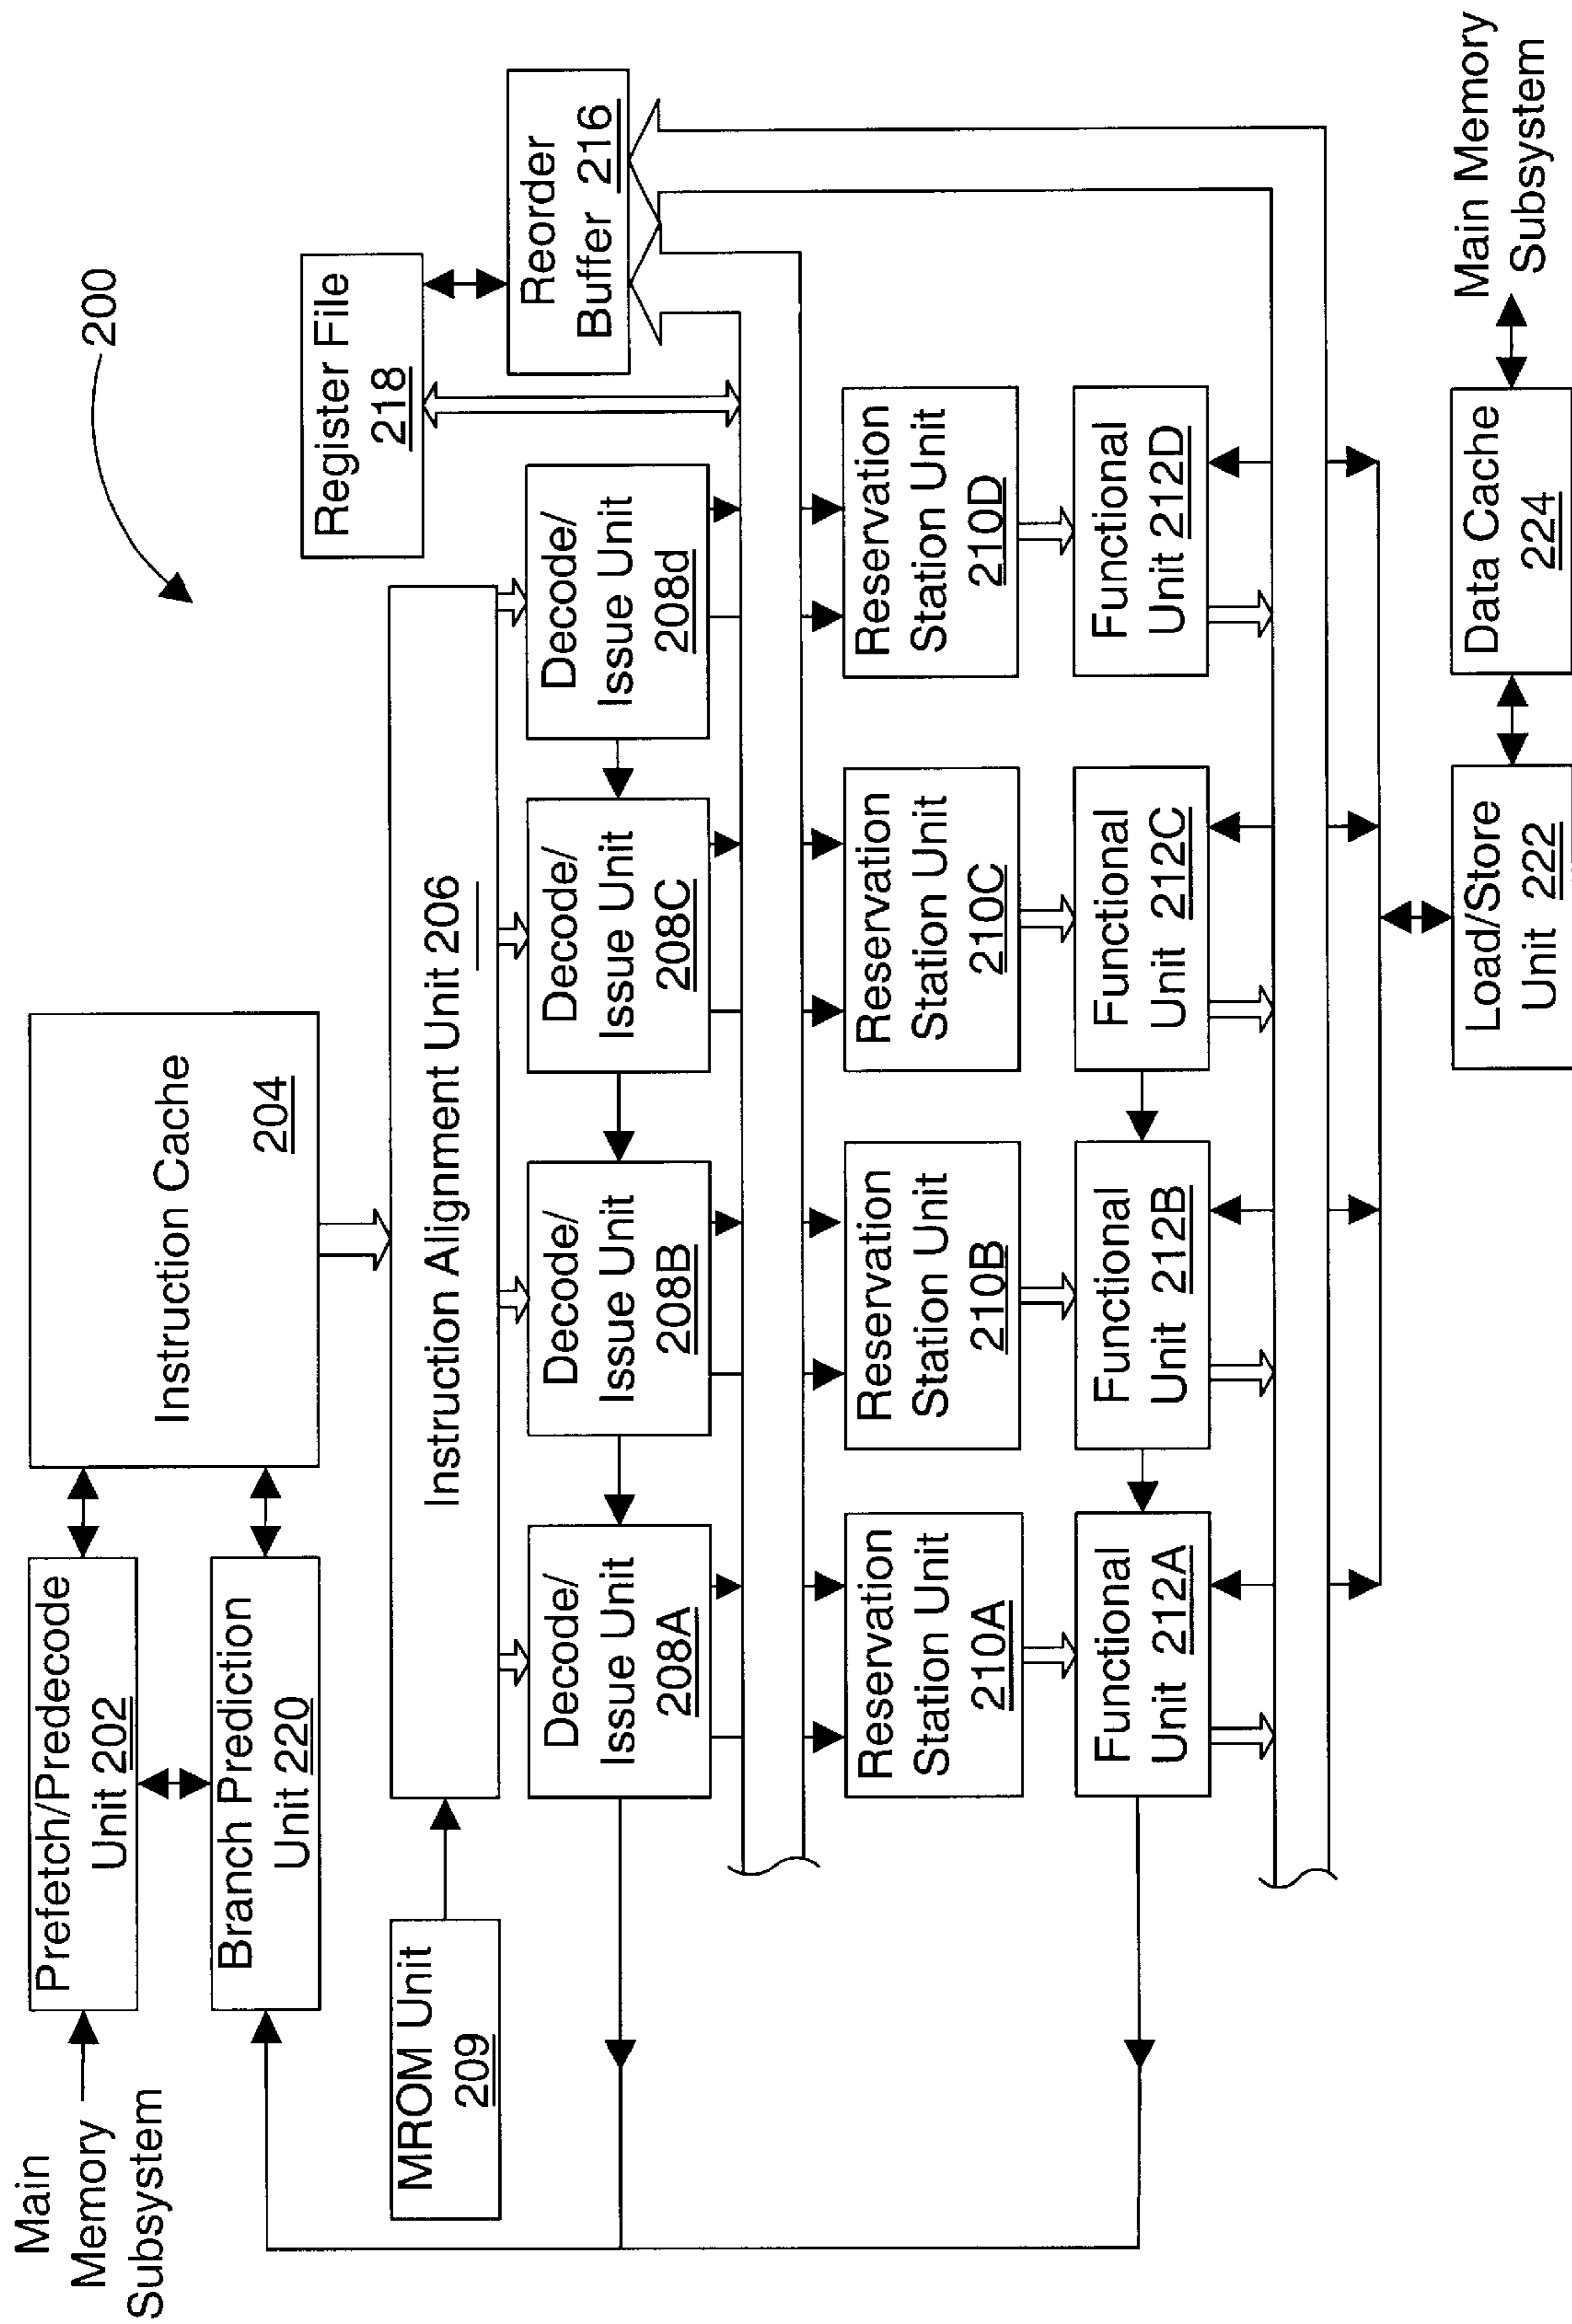 200
Main
Memory
Subsystem
Prefetch/Predecode
Unit 202
Branch Prediction
Unit 220
Instruction Cache
204
Register File
218
Reorder
Buffer 216
MROM Unit
209
Instruction Alignment Unit 206
Decode/
Issue Unit
208A
Decode/
Issue Unit
208B
Decode/
Issue Unit
208C
Decode/
Issue Unit
208d
Reservation
Station Unit
210A
Reservation
Station Unit
210B
Reservation
Station Unit
210C
Reservation
Station Unit
210D
Functional
Unit 212A
Functional
Unit 212B
Functional
Unit 212C
Functional
Unit 212D
Load/Store
Unit 222
Data Cache
224
Main Memory
Subsystem